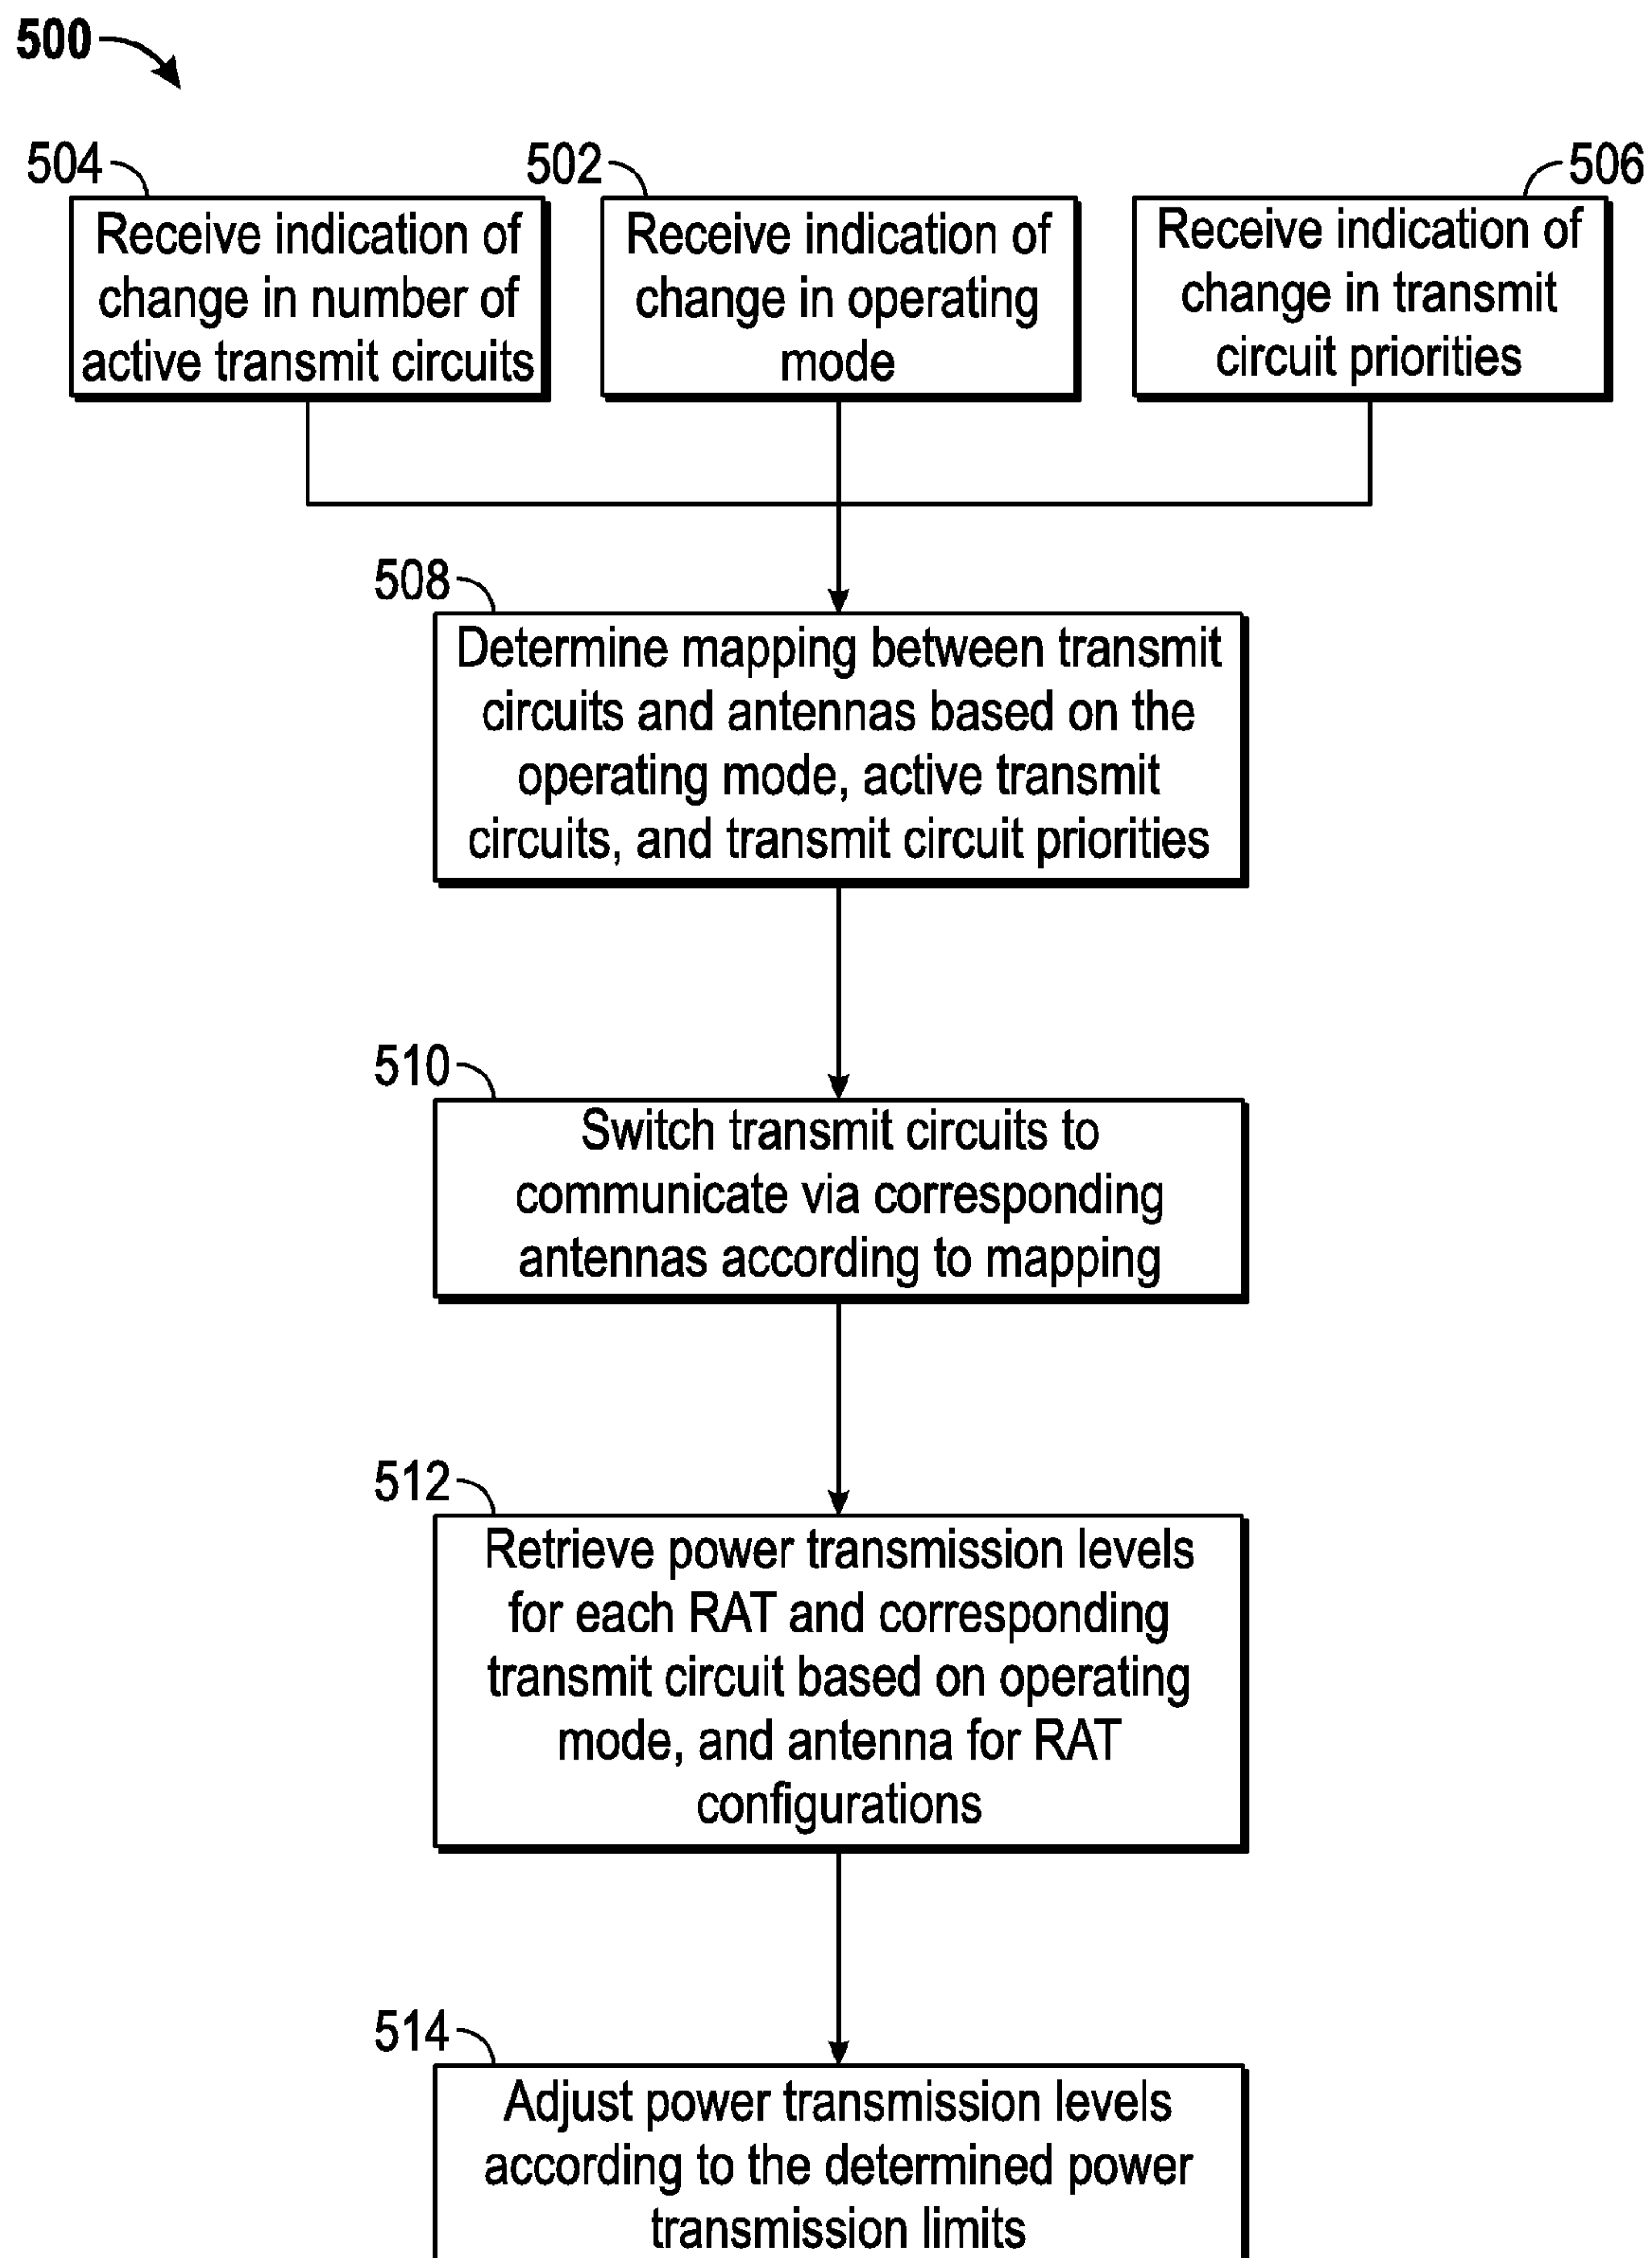 500
504
Receive indication of
change in number of
active transmit circuits
502
Receive indication of
change in operating
mode
506
Receive indication of
change in transmit
circuit priorities
508
Determine mapping between transmit
circuits and antennas based on the
operating mode, active transmit
circuits, and transmit circuit priorities
510
Switch transmit circuits to
communicate via corresponding
antennas according to mapping
512
Retrieve power transmission levels
for each RAT and corresponding
transmit circuit based on operating
mode, and antenna for RAT
configurations
514
Adjust power transmission levels
according to the determined power
transmission limits